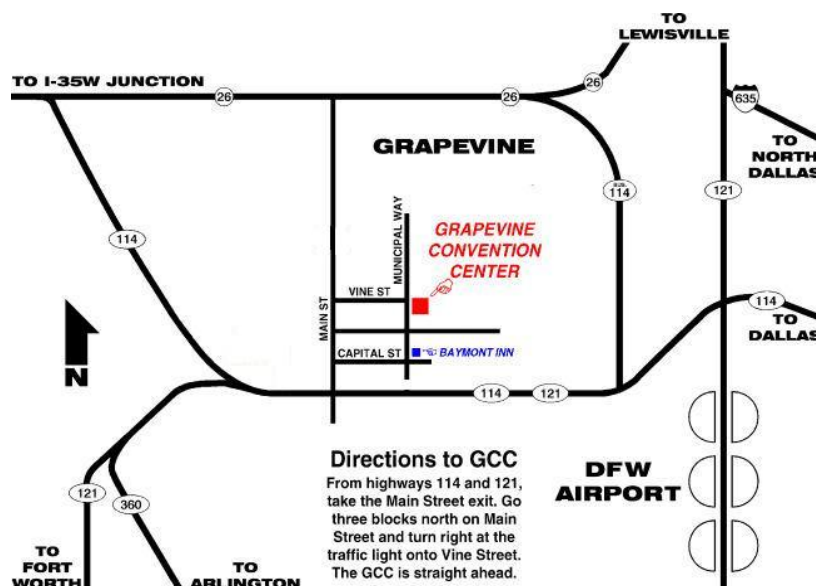 TO
LEWISVILLE
TO I-35W JUNCTION
26
26
26
635
TO
NORTH
DALLAS
GRAPEVINE
BUS.
114
121
MUNICIPAL WAY
GRAPEVINE
CONVENTION
CENTER
114
VINE ST
MAIN ST
114
TO
DALLAS
N
CAPITAL ST
BAYMONT INN
114
121
Directions to GCC
From highways 114 and 121,
take the Main Street exit. Go
three blocks north on Main
Street and turn right at the
traffic light onto Vine Street.
The GCC is straight ahead.
DFW
AIRPORT
121
360
TO
FORT
WORTH
TO
ARLINGTON